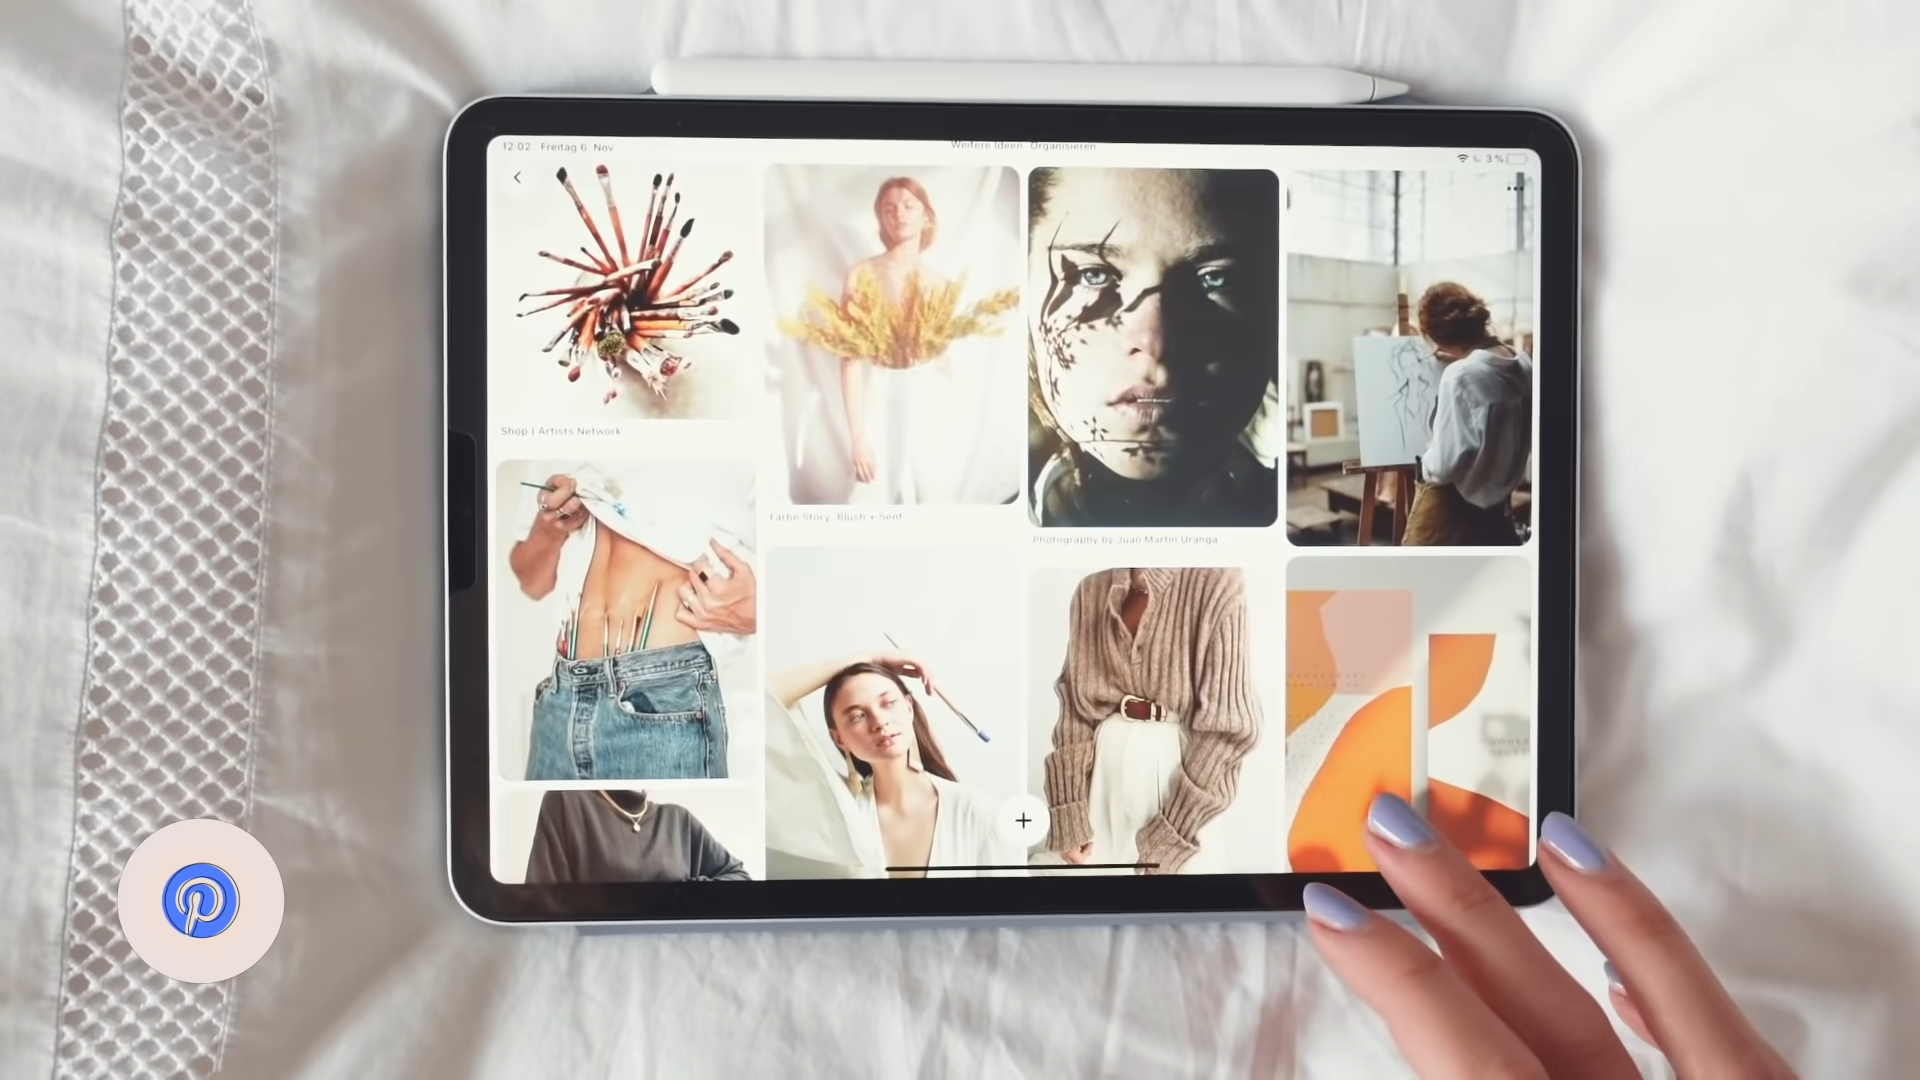 12:02 Freitag 6. Nov.
Weitere Ideen Organisieren
3%
Shop | Artists Network
Farbe Story: Blush + Senf
Photography by Juan Martin Uranga